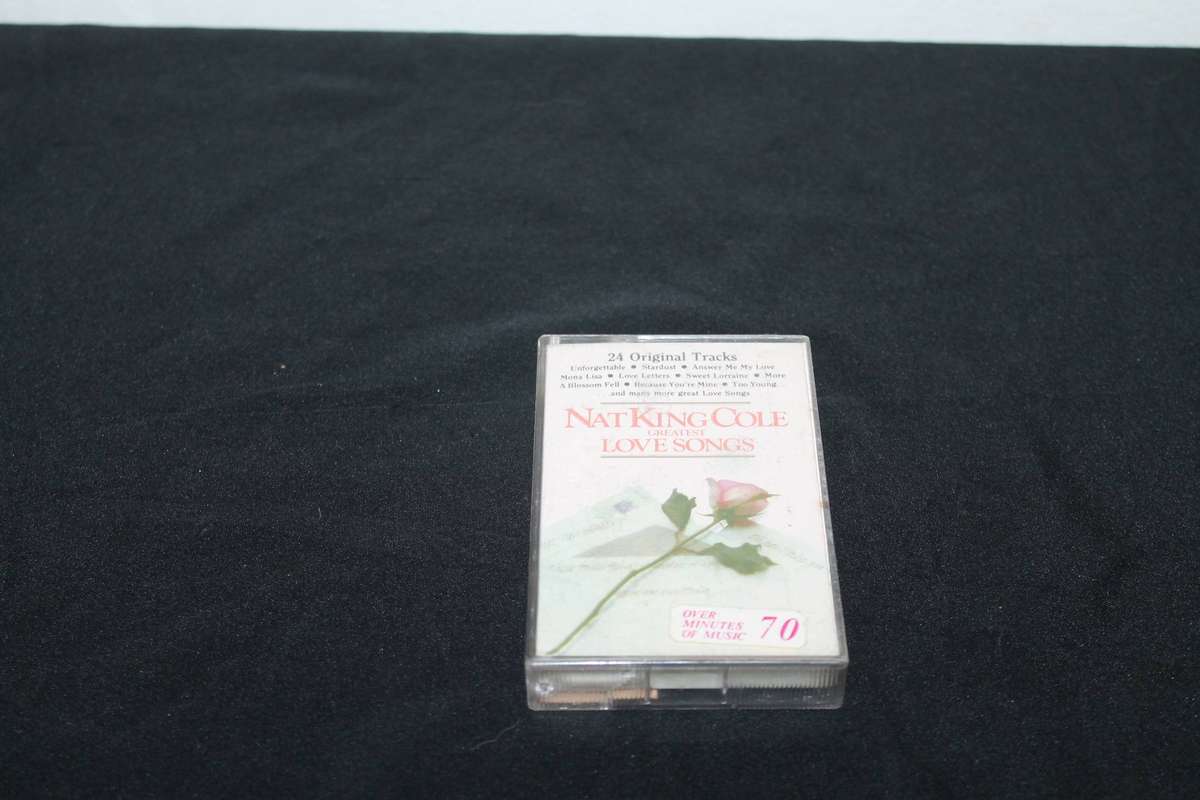 24 Original Tracks
Unforgettable • Stardust • Answer Me My Love
Mona Lisa • Love Letters • Sweet Lorraine • More
A Blossom Fell • Because You're Mine • Too Young
and many more great Love Songs
NAT KING COLE
GREATEST
LOVE SONGS
OVER
MINUTES 70
OF MUSIC